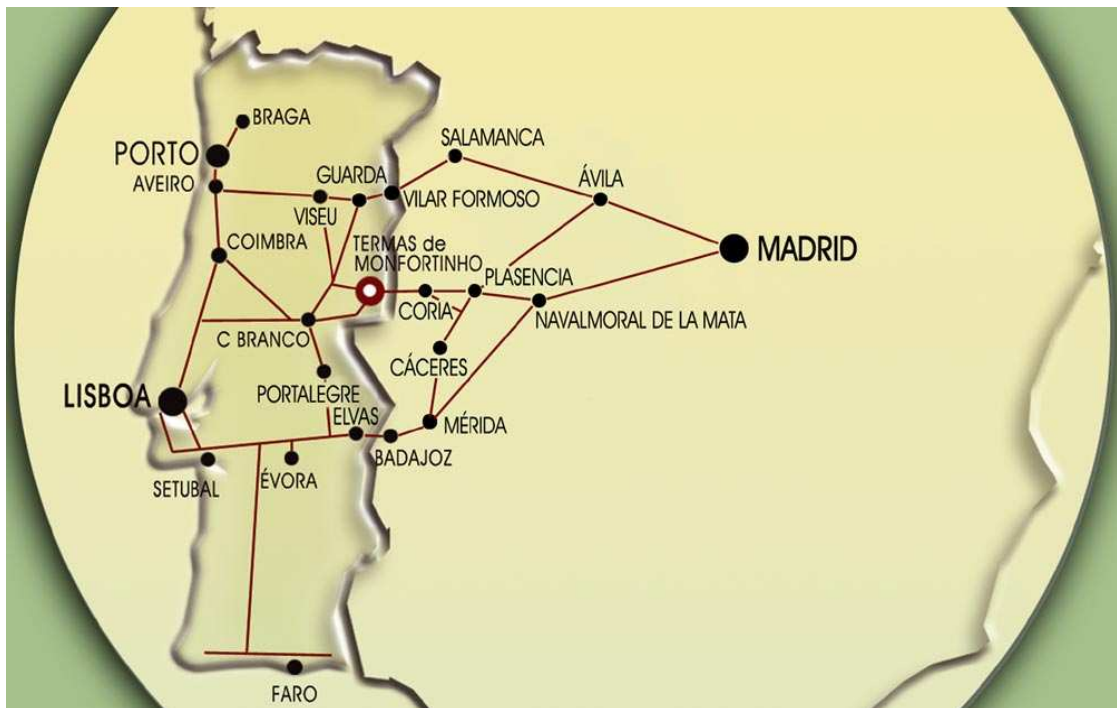 BRAGA
SALAMANCA
PORTO
GUARDA
ÁVILA
AVEIRO
VILAR FORMOSO
VISEU
COIMBRA
TERMAS de
MONFORTINHO
MADRID
PLASENCIA
CORIA
NAVALMORAL DE LA MATA
C BRANCO
CÁCERES
LISBOA
PORTALEGRE
ELVAS
MÉRIDA
BADAJOZ
SETUBAL
ÉVORA
FARO